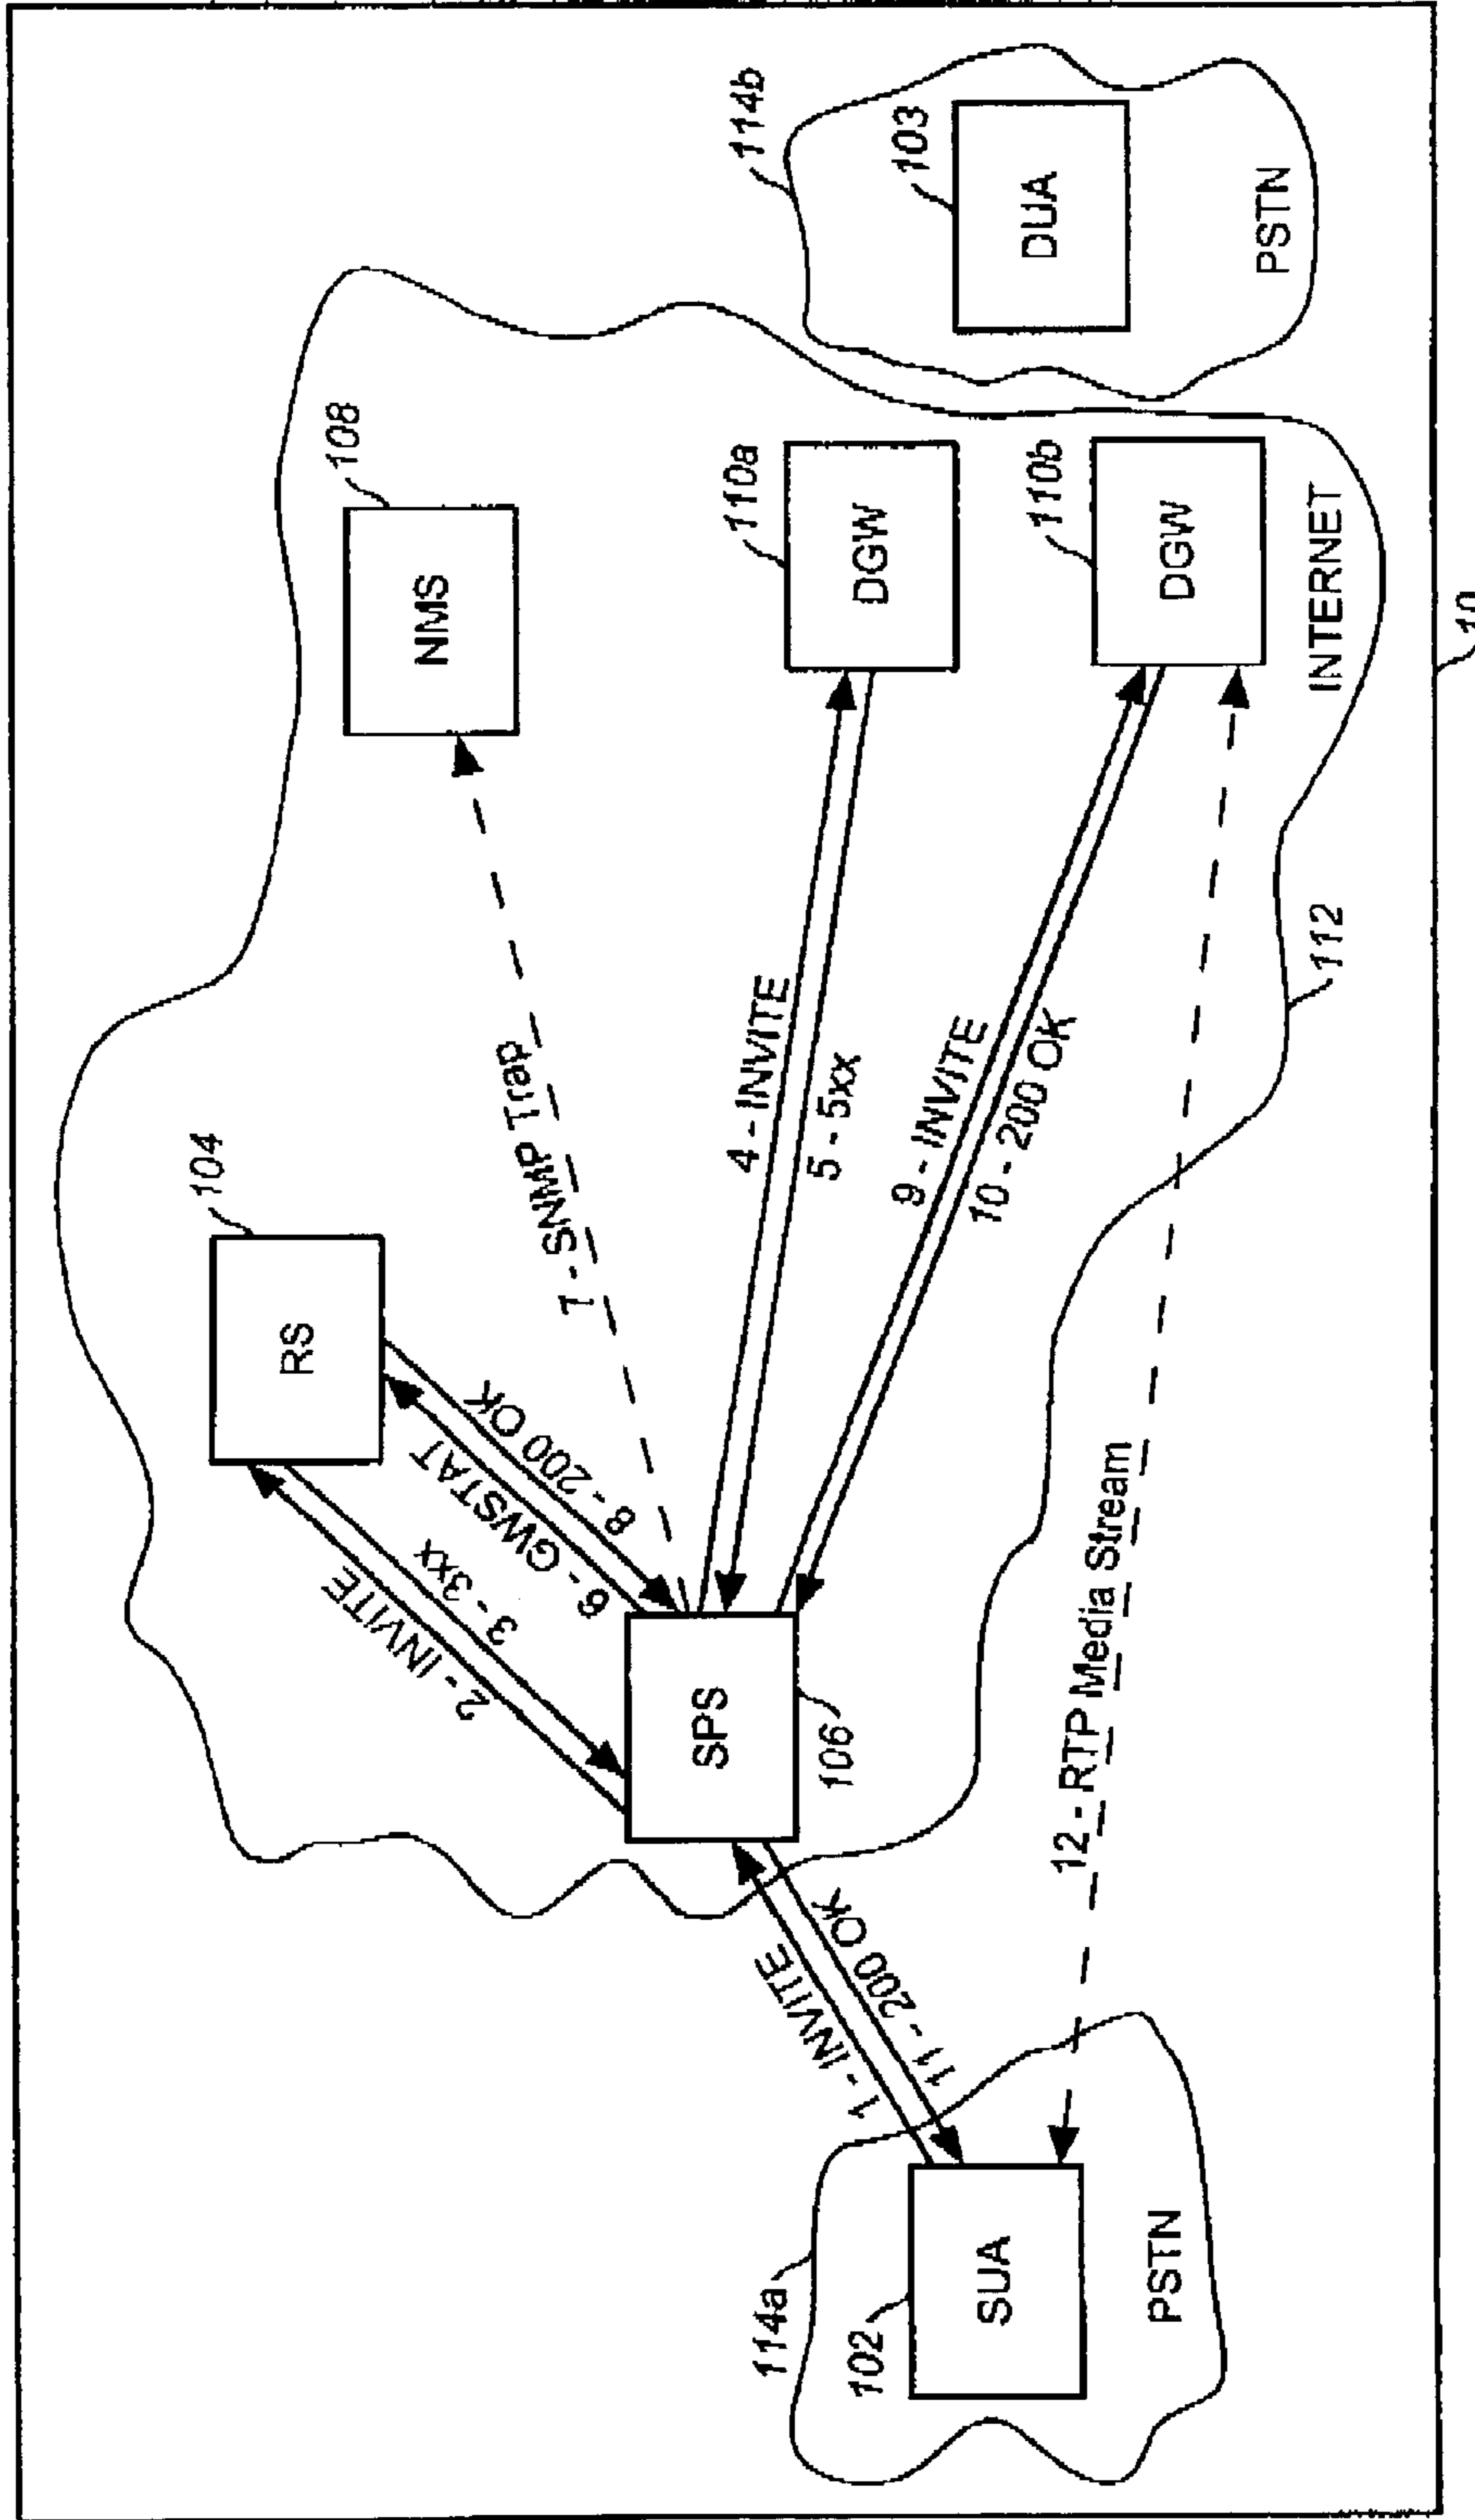 104
RS
108
NMS
2 - INVITE
3 - 3xx
6 - GWSTAT
8 - 200 OK
7 - SNMP Trap
114b
103
DUA
PSTN
SPS
106
4 - INVITE
5 - 5xx
110a
DGW
1 - INVITE
11 - 200 OK
9 - INVITE
10 - 200 OK
110b
DGW
INTERNET
114a
102
SUA
PSTN
12 - RTP Media Stream
112
10